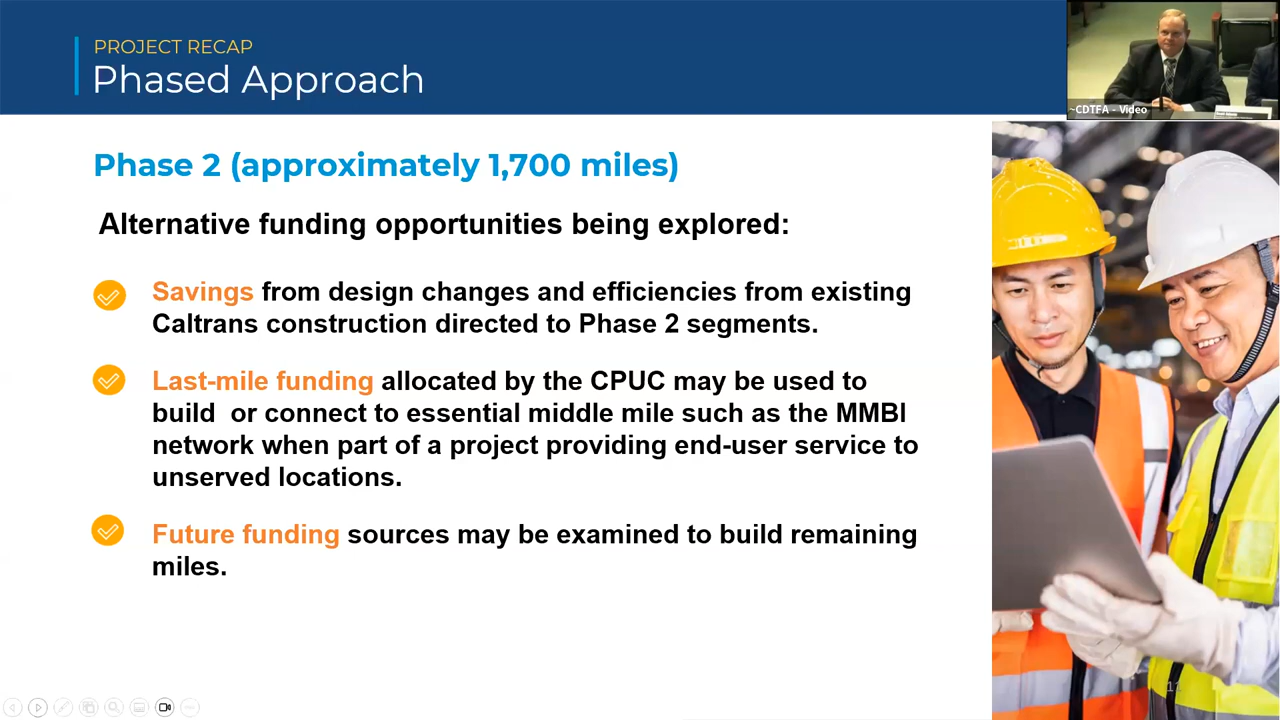 PROJECT RECAP
Phased Approach
~CDTFA - Video
Phase 2 (approximately 1,700 miles)
Alternative funding opportunities being explored:
Savings from design changes and efficiencies from existing
Caltrans construction directed to Phase 2 segments.
Last-mile funding allocated by the CPUC may be used to
build or connect to essential middle mile such as the MMBI
network when part of a project providing end-user service to
unserved locations.
Future funding sources may be examined to build remaining
miles.
11